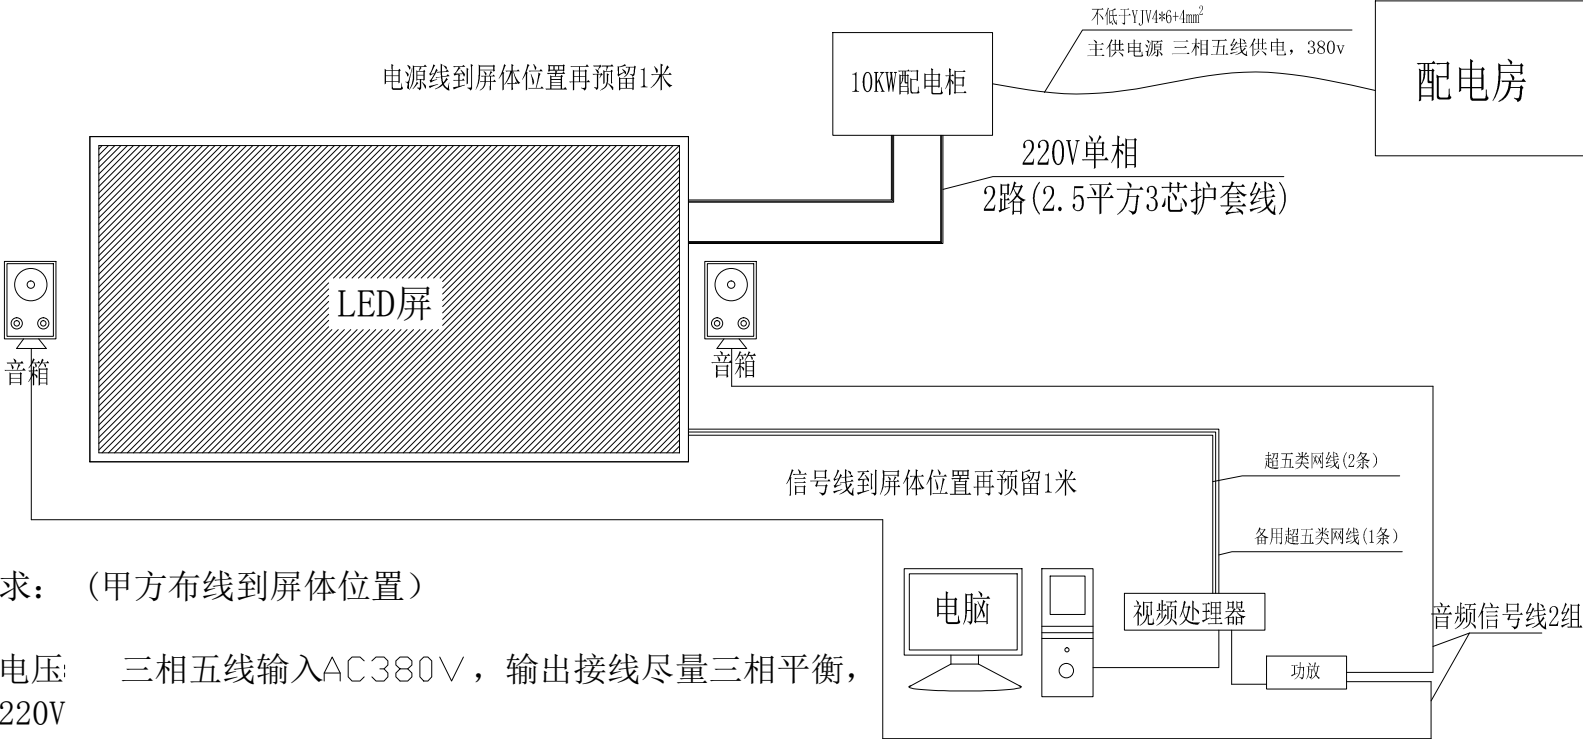 不低于YJV4*6+4mm²
主供电源 三相五线供电，380v
电源线到屏体位置再预留1米
10KW配电柜
配电房
220V单相
2路(2.5平方3芯护套线)
LED屏
音箱
音箱
超五类网线(2条)
信号线到屏体位置再预留1米
备用超五类网线(1条)
求： (甲方布线到屏体位置)
电脑
视频处理器
音频信号线2组
电压: 三相五线输入AC380V，输出接线尽量三相平衡，
功放
220V